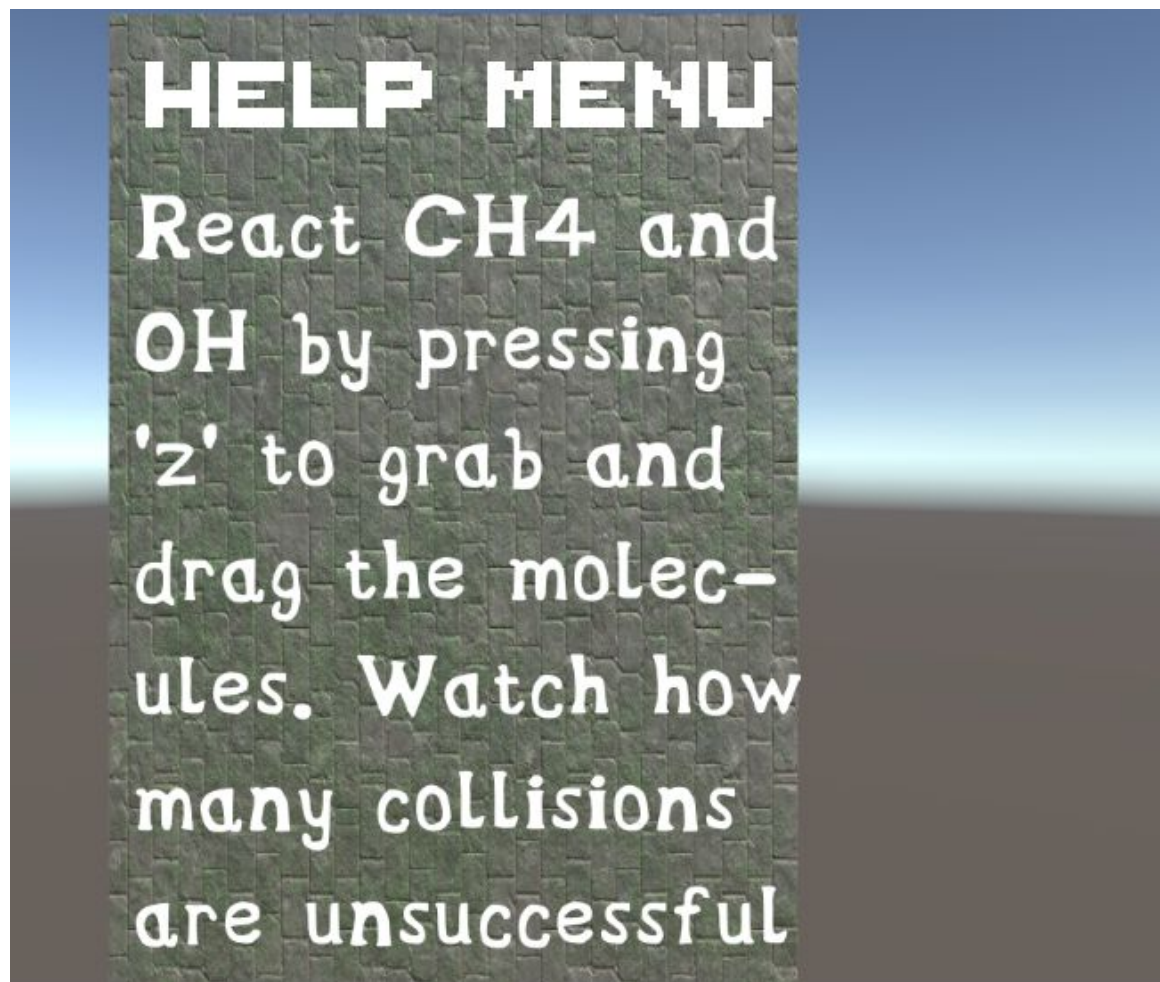 HELP MENU
React CH4 and
OH by pressing
'z' to grab and
drag the molec-
ules. Watch how
many collisions
are unsuccessful